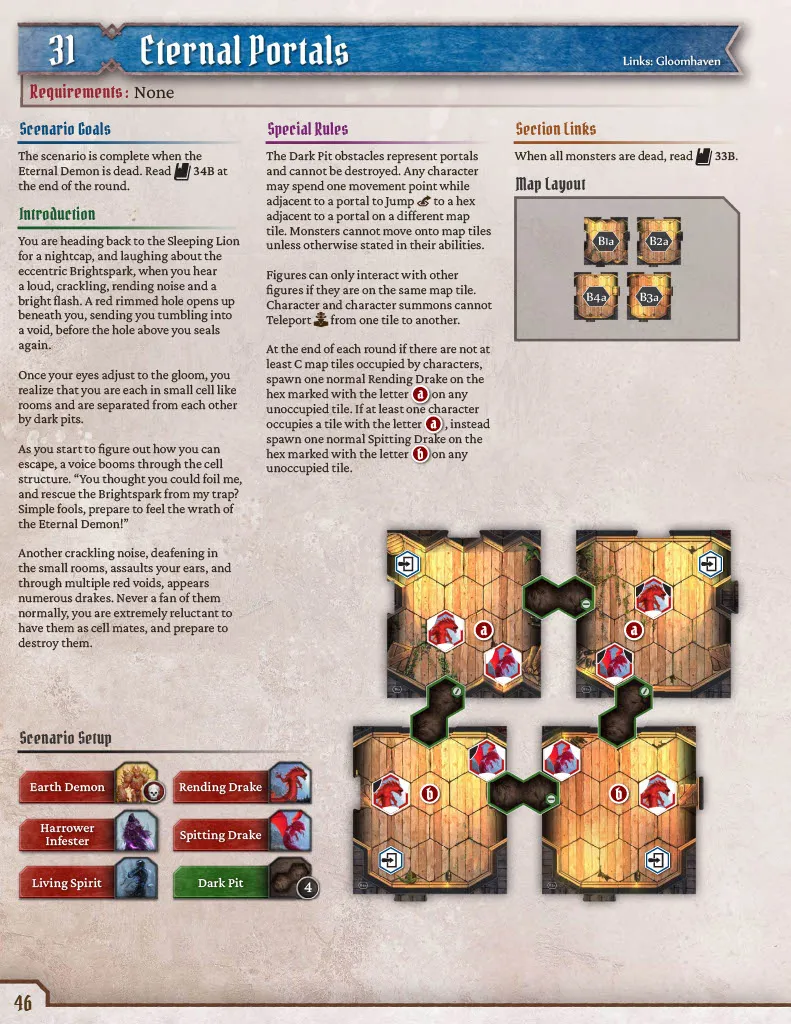 31
Eternal Portals
Links: Gloomhaven
Requirements: None
Scenario Goals
The scenario is complete when the
Eternal Demon is dead. Read 34B at
the end of the round.
Introduction
You are heading back to the Sleeping Lion
for a nightcap, and laughing about the
eccentric Brightspark, when you hear
a loud, crackling, rending noise and a
bright flash. A red rimmed hole opens up
beneath you, sending you tumbling into
a void, before the hole above you seals
again.
Once your eyes adjust to the gloom, you
realize that you are each in small cell like
rooms and are separated from each other
by dark pits.
As you start to figure out how you can
escape, a voice booms through the cell
structure. “You thought you could foil me,
and rescue the Brightspark from my trap?
Simple fools, prepare to feel the wrath of
the Eternal Demon!”
Another crackling noise, deafening in
the small rooms, assaults your ears, and
through multiple red voids, appears
numerous drakes. Never a fan of them
normally, you are extremely reluctant to
have them as cell mates, and prepare to
destroy them.
Special Rules
The Dark Pit obstacles represent portals
and cannot be destroyed. Any character
may spend one movement point while
adjacent to a portal to Jump to a hex
adjacent to a portal on a different map
tile. Monsters cannot move onto map tiles
unless otherwise stated in their abilities.
Figures can only interact with other
figures if they are on the same map tile.
Character and character summons cannot
Teleport from one tile to another.
At the end of each round if there are not at
least C map tiles occupied by characters,
spawn one normal Rending Drake on the
hex marked with the letter a on any
unoccupied tile. If at least one character
occupies a tile with the letter a, instead
spawn one normal Spitting Drake on the
hex marked with the letter b on any
unoccupied tile.
Section Links
When all monsters are dead, read 33B.
Map Layout
B1a
B2a
B4a
B3a
a
a
b
b
Scenario Setup
Earth Demon
Rending Drake
Harrower
Infester
Spitting Drake
Living Spirit
Dark Pit
4
46